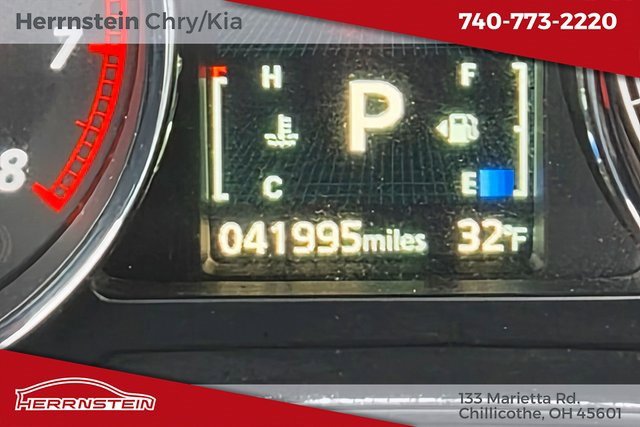 Herrnstein Chry/Kia
740-773-2220
7
8
H F
P
C E
041995miles 32°F
HERRNSTEIN
133 Marietta Rd.
Chillicothe, OH 45601